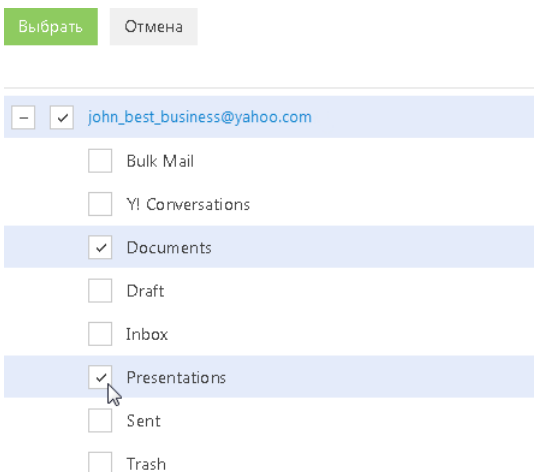 Выбрать Отмена
john_best_business@yahoo.com
Bulk Mail
Y! Conversations
Documents
Draft
Inbox
Presentations
Sent
Trash